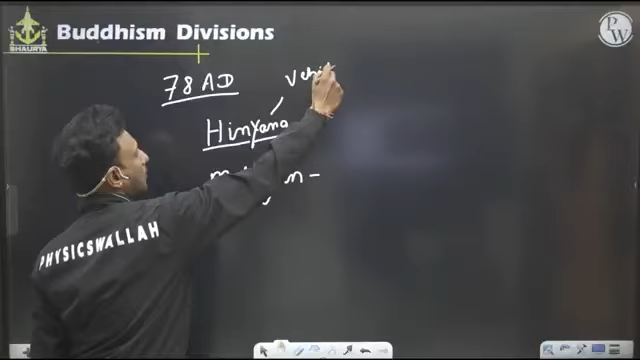 SHAURYA
Buddhism Divisions
PW
78 AD
Hinyana
PHYSICSWALLAH